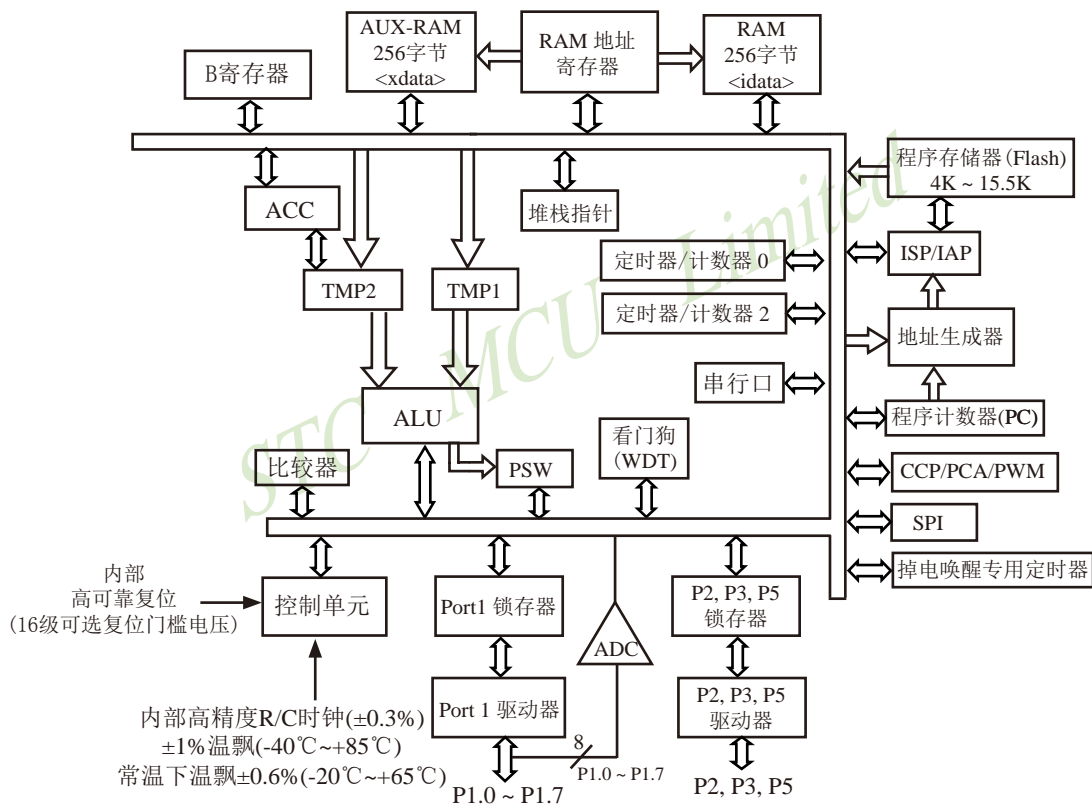 AUX-RAM
256字节
<xdata>
RAM 地址
寄存器
RAM
256字节
<idata>
B寄存器
程序存储器(Flash)
4K ~ 15.5K
ACC
堆栈指针
ISP/IAP
定时器/计数器 0
TMP2
TMP1
定时器/计数器 2
地址生成器
串行口
ALU
程序计数器(PC)
看门狗
(WDT)
比较器
PSW
CCP/PCA/PWM
SPI
掉电唤醒专用定时器
内部
高可靠复位
(16级可选复位门槛电压)
控制单元
Port1 锁存器
ADC
P2, P3, P5
锁存器
Port 1 驱动器
P2, P3, P5
驱动器
内部高精度R/C时钟(±0.3%)
±1%温飘(-40℃~+85℃)
常温下温飘±0.6%(-20℃~+65℃)
8
P1.0 ~ P1.7
P1.0 ~ P1.7
P2, P3, P5
STC MCU Limited